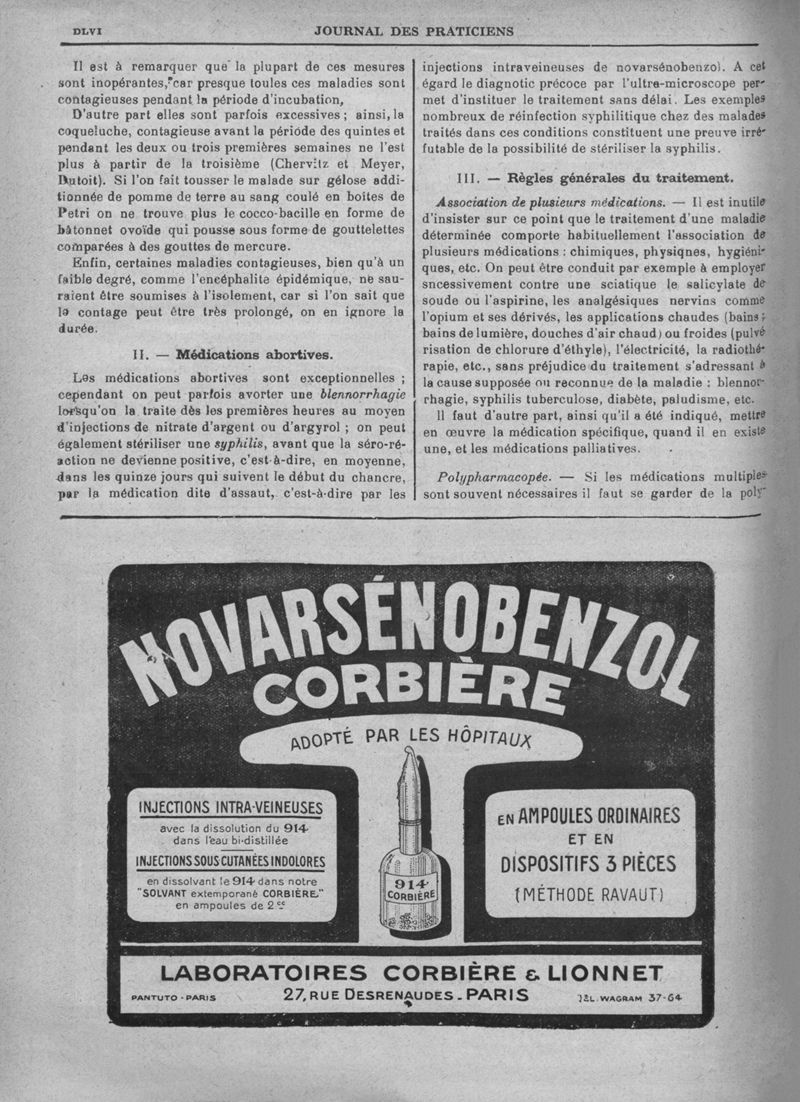 DLVI
JOURNAL DES PRATICIENS
Il est à remarquer que la plupart de ces mesures
sont inopérantes, car presque toules ces maladies sont
contagieuses pendant la période d'incubation,
D'autre part elles sont parfois excessives ; ainsi, la
coqueluche, contagieuse avant la période des quintes et
pendant les deux ou trois premières semaines ne l'est
plus à partir de la troisième (Chervitz et Meyer,
Dutoit). Si l'on fait tousser le malade sur gélose addi-
tionnée de pomme de terre au sang coulé en boîtes de
Petri on ne trouve plus le cocco-bacille en forme de
bâtonnet ovoïde qui pousse sous forme de gouttelettes
comparées à des gouttes de mercure.
Enfin, certaines maladies contagieuses, bien qu'à un
faible degré, comme l'encéphalite épidémique, ne sau-
raient être soumises à l'isolement, car si l'on sait que
le contage peut être très prolongé, on en ignore la
durée.
II. — Médications abortives.
Les médications abortives sont exceptionnelles ;
cependant on peut parfois avorter une blennorrhagie
lorsqu'on la traite dès les premières heures au moyen
d'injections de nitrate d'argent ou d'argyrol ; on peut
également stériliser une syphilis, avant que la séro-ré-
action ne devienne positive, c'est-à-dire, en moyenne,
dans les quinze jours qui suivent le début du chancre,
par la médication dite d'assaut, c'est-à-dire par les
injections intraveineuses de novarsénobenzol. A cet
égard le diagnotic précoce par l'ultra-microscope per-
met d'instituer le traitement sans délai. Les exemples
nombreux de réinfection syphilitique chez des malades
traités dans ces conditions constituent une preuve irré-
futable de la possibilité de stériliser la syphilis.
III. — Règles générales du traitement.
Association de plusieurs médications. — Il est inutile
d'insister sur ce point que le traitement d'une maladie
déterminée comporte habituellement l'association de
plusieurs médications : chimiques, physiqnes, hygiéni-
ques, etc. On peut être conduit par exemple à employer
sncessivement contre une sciatique le salicylate de
soude ou l'aspirine, les analgésiques nervins comme
l'opium et ses dérivés, les applications chaudes (bains ;
bains de lumière, douches d'air chaud) ou froides (pulvé
risation de chlorure d'éthyle), l'électricité, la radiothé-
rapie, etc., sans préjudice du traitement s'adressant à
la cause supposée ou reconnue de la maladie : blennor-
rhagie, syphilis tuberculose, diabète, paludisme, etc.
Il faut d'autre part, ainsi qu'il a été indiqué, mettre
en œuvre la médication spécifique, quand il en existe
une, et les médications palliatives.
Polypharmacopée. — Si les médications multiples
sont souvent nécessaires il faut se garder de la poly-
NOVARSÉNOBENZOL
CORBIÈRE
ADOPTÉ PAR LES HÔPITAUX
INJECTIONS INTRA-VEINEUSES
avec la dissolution du 914
dans l'eau bi-distillée
INJECTIONS SOUS CUTANÉES INDOLORES
en dissolvant le 914 dans notre
"SOLVANT extemporané CORBIÈRE"
en ampoules de 2cc
914
CORBIÈRE
EN AMPOULES ORDINAIRES
ET EN
DISPOSITIFS 3 PIÈCES
(MÉTHODE RAVAUT)
LABORATOIRES CORBIÈRE & LIONNET
PANTUTO - PARIS
27, RUE DESRENAUDES - PARIS
TÉL. WAGRAM 37-64